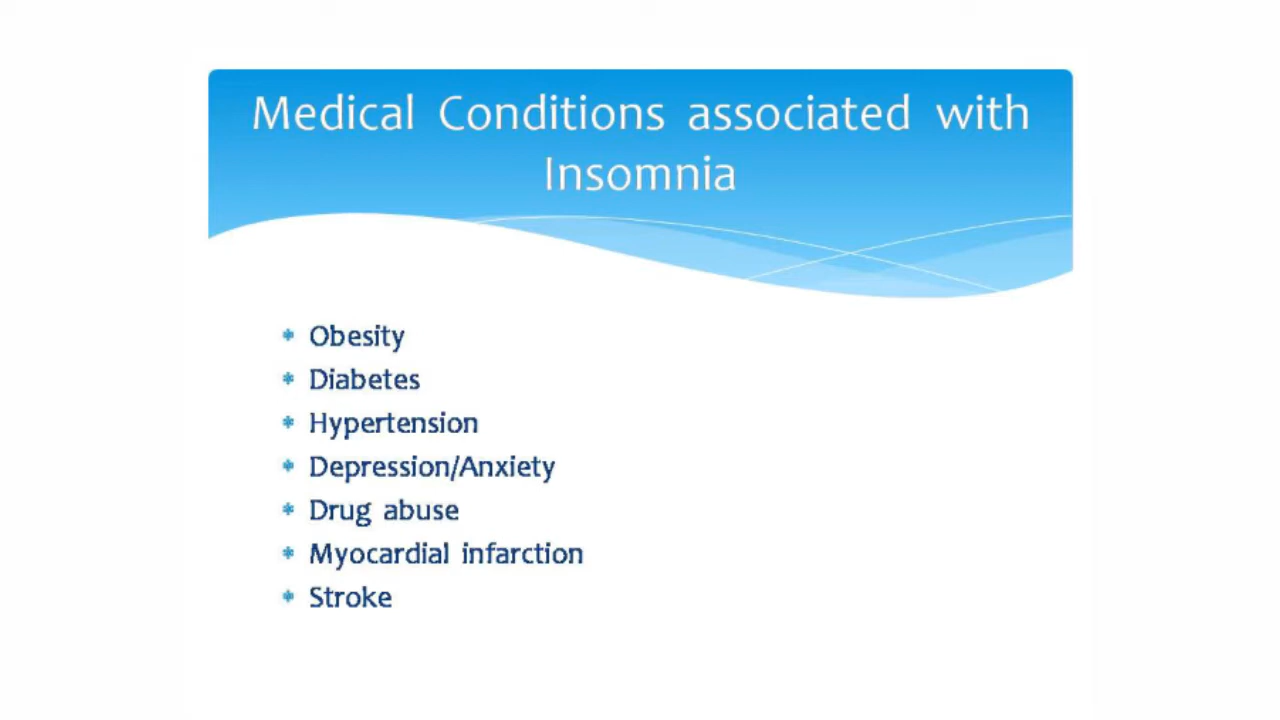 Medical Conditions associated with
Insomnia
* Obesity
* Diabetes
* Hypertension
* Depression/Anxiety
* Drug abuse
* Myocardial infarction
* Stroke